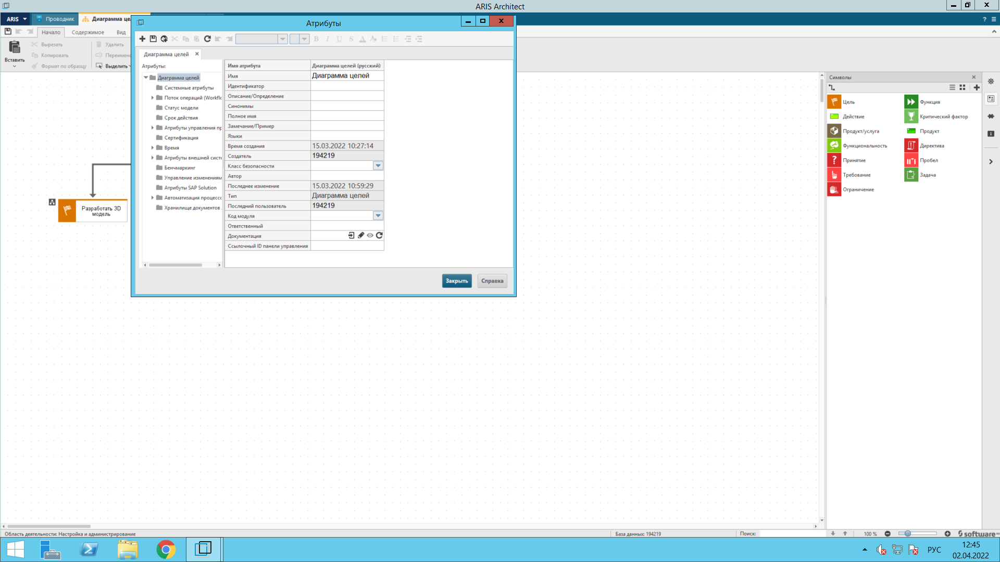 ARIS Architect
ARIS
Проводник
Диаграмма це
Начало
Содержимое
Вид
Вставить
Вырезать
Копировать
Формат по образцу
Удалить
Переимен
Выделить
Разработать 3D
модель
Атрибуты
B I U S A
Диаграмма целей
Атрибуты:
Диаграмма целей
Системные атрибуты
Поток операций (Workflo
Статус модели
Срок действия
Атрибуты управления пр
Сертификация
Время
Атрибуты внешней систе
Бенчмаркинг
Управление изменениям
Атрибуты SAP Solution
Автоматизация процессо
Хранилище документов
Имя атрибута Диаграмма целей (русский)
Имя Диаграмма целей
Идентификатор
Описание/Определение
Синонимы
Полное имя
Замечание/Пример
Языки
Время создания 15.03.2022 10:27:14
Создатель 194219
Класс безопасности
Автор
Последнее изменение 15.03.2022 10:59:29
Тип Диаграмма целей
Последний пользователь 194219
Код модуля
Ответственный
Документация
Ссылочный ID панели управления
Закрыть
Справка
Символы
Цель Функция
Действие Критический фактор
Продукт/услуга Продукт
Функциональность Директива
Принятие Пробел
Требование Задача
Ограничение
Область деятельности: Настройка и администрирование
База данных: 194219
Поиск:
100 %
software
РУС
12:45
02.04.2022